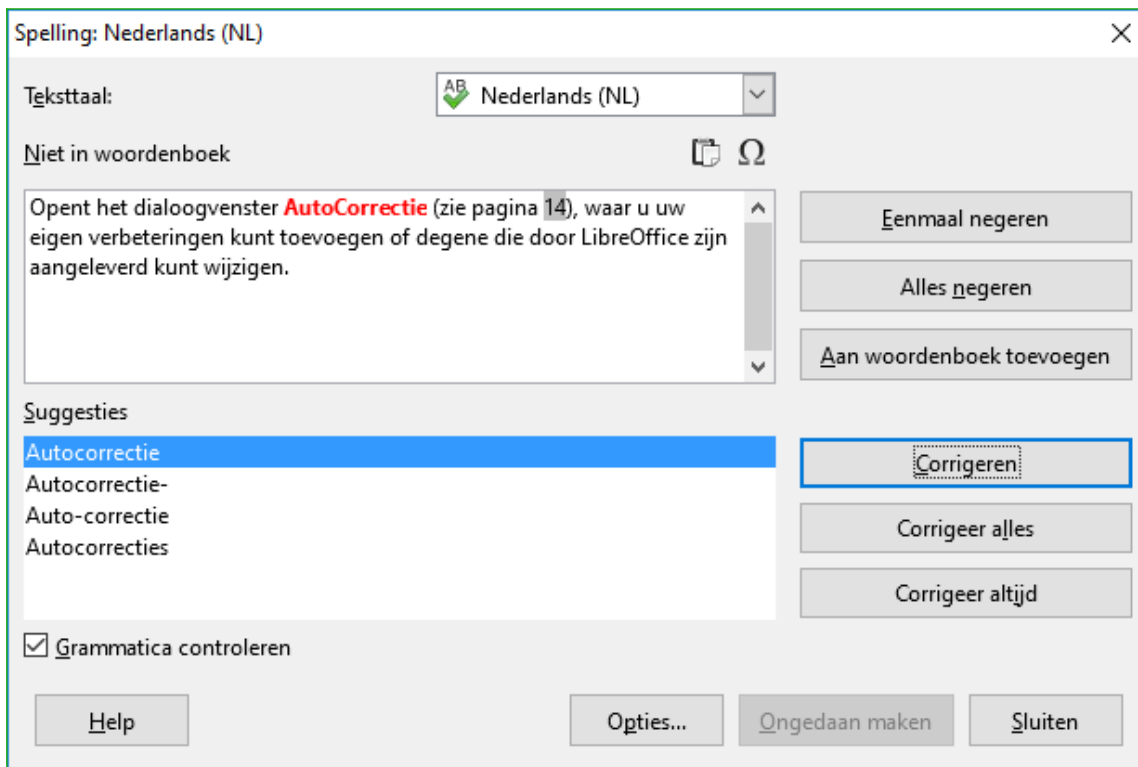 Spelling: Nederlands (NL)
Teksttaal:
AB Nederlands (NL)
Niet in woordenboek
Ω
Opent het dialoogvenster AutoCorrectie (zie pagina 14), waar u uw
eigen verbeteringen kunt toevoegen of degene die door LibreOffice zijn
aangeleverd kunt wijzigen.
Eenmaal negeren
Alles negeren
Aan woordenboek toevoegen
Suggesties
Autocorrectie
Autocorrectie-
Auto-correctie
Autocorrecties
Corrigeren
Corrigeer alles
Corrigeer altijd
Grammatica controleren
Help
Opties...
Ongedaan maken
Sluiten